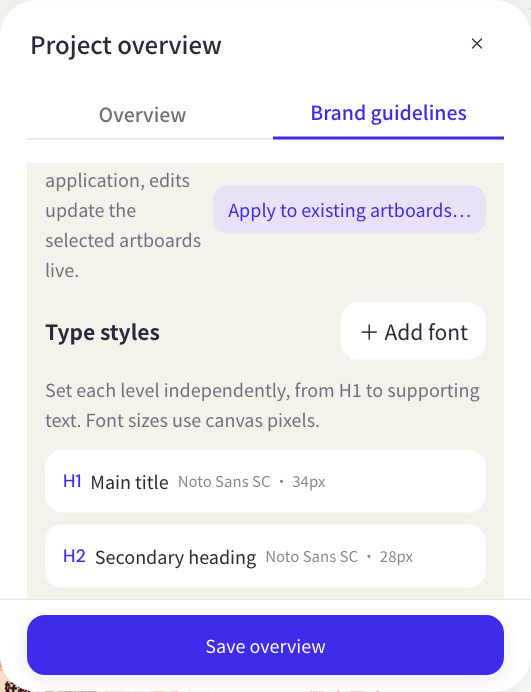 Project overview
×
Overview
Brand guidelines
application, edits
update the
selected artboards
live.
Apply to existing artboards…
Type styles
+ Add font
Set each level independently, from H1 to supporting
text. Font sizes use canvas pixels.
H1 Main title Noto Sans SC • 34px
H2 Secondary heading Noto Sans SC • 28px
Save overview